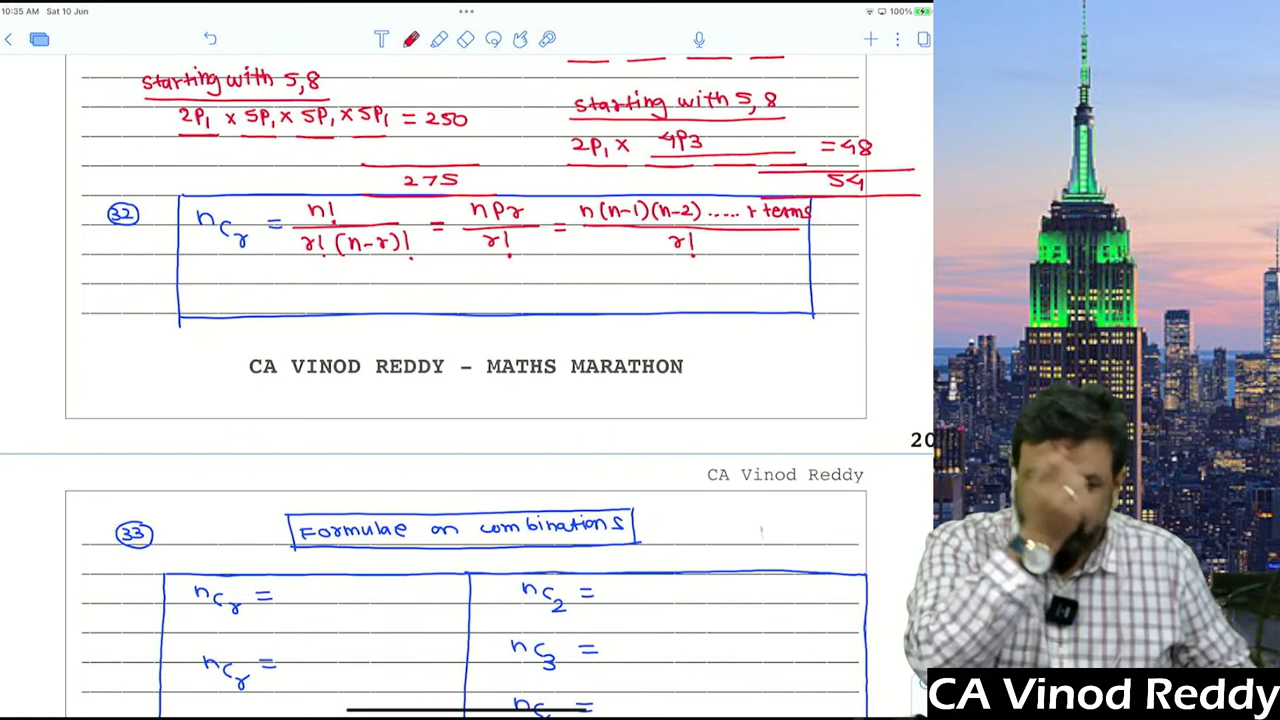 10:35 AM Sat 10 Jun
100%
starting with 5,8
2P₁ × 5P₁ × 5P₁ × 5P₁ = 250
275
starting with 5,8
2P₁ × 4P3 = 48
54
32 nCr = n! / r! (n-r)! = nPr / r! = n(n-1)(n-2) ..... r terms / r!
CA VINOD REDDY - MATHS MARATHON
20
CA Vinod Reddy
33 Formulae on combinations
nCr =
nC2 =
nCr =
nC3 =
nC =
CA Vinod Reddy